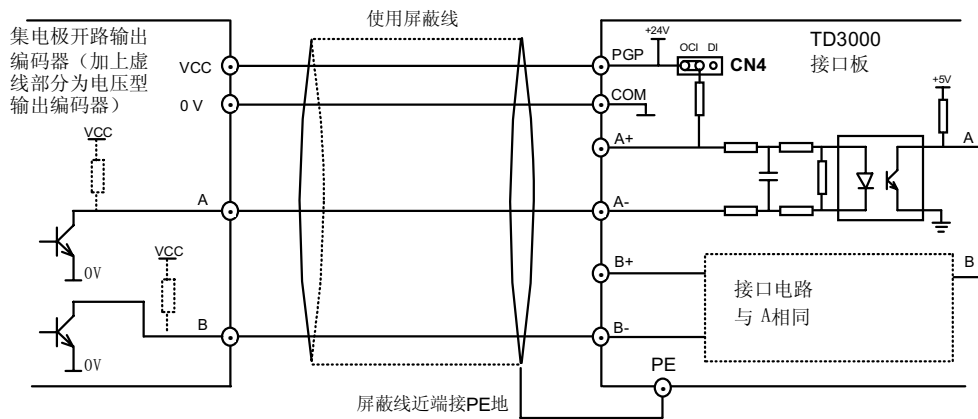 使用屏蔽线
集电极开路输出
编码器（加上虚
线部分为电压型
输出编码器）
VCC
0 V
VCC
A
0V
VCC
B
0V
PGP
+24V
OCI DI
CN4
TD3000
接口板
COM
+5V
A+
A
A-
B+
B
接口电路
与 A相同
B-
PE
屏蔽线近端接PE地